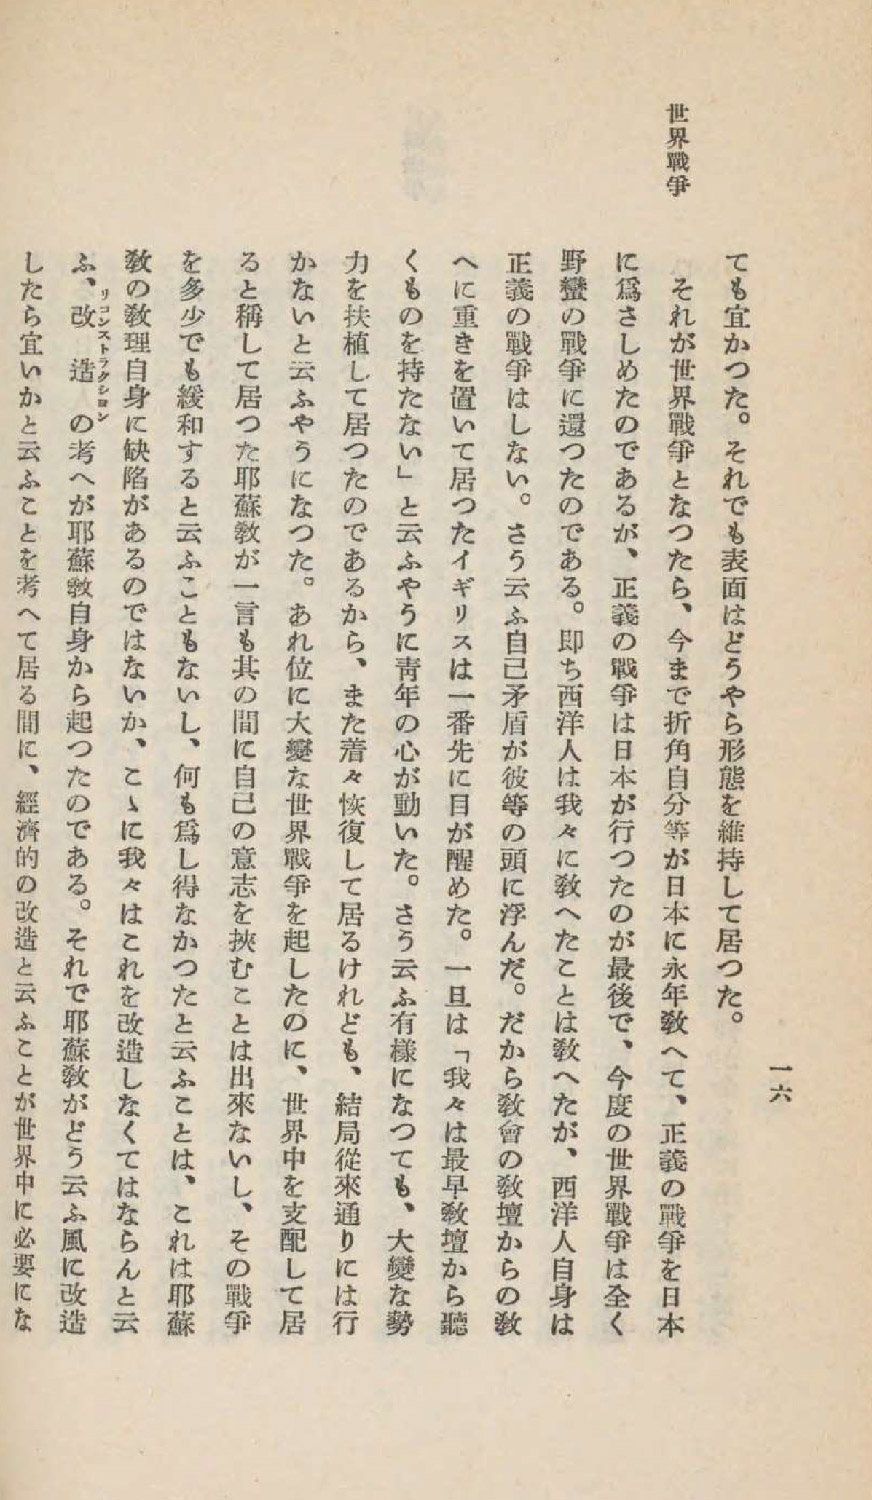 世界戰爭
一六
ても宜かつた。それでも表面はどうやら形態を維持して居つた。
それが世界戰爭となつたら、今まで折角自分等が日本に永年敎へて、正義の戰爭を日本
に爲さしめたのであるが、正義の戰爭は日本が行つたのが最後で、今度の世界戰爭は全く
野蠻の戰爭に還つたのである。即ち西洋人は我々に敎へたことは敎へたが、西洋人自身は
正義の戰爭はしない。さう云ふ自己矛盾が彼等の頭に浮んだ。だから敎會の敎壇からの敎
へに重きを置いて居つたイギリスは一番先に目が醒めた。一旦は「我々は最早敎壇から聽
くものを持たない」と云ふやうに靑年の心が動いた。さう云ふ有樣になつても、大變な勢
力を扶植して居つたのであるから、また着々恢復して居るけれども、結局從來通りには行
かないと云ふやうになつた。あれ位に大變な世界戰爭を起したのに、世界中を支配して居
ると稱して居つた耶蘇敎が一言も其の間に自己の意志を挾むことは出來ないし、その戰爭
を多少でも緩和すると云ふこともないし、何も爲し得なかつたと云ふことは、これは耶蘇
敎の敎理自身に缺陷があるのではないか、こゝに我々はこれを改造しなくてはならんと云
ふ、改造の考へが耶蘇敎自身から起つたのである。それで耶蘇敎がどう云ふ風に改造
リコンストラクシヨン
したら宜いかと云ふことを考へて居る間に、經濟的の改造と云ふことが世界中に必要にな